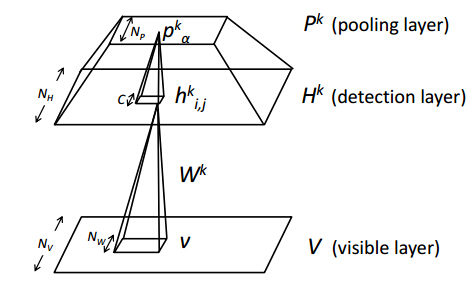 N_P p^k_α P^k (pooling layer)
N_H C h^k_{i,j} H^k (detection layer)
W^k
N_V N_W v V (visible layer)